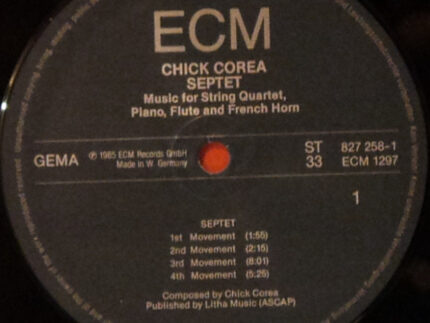 ECM
CHICK COREA
SEPTET
Music for String Quartet,
Piano, Flute and French Horn
GEMA
℗ 1985 ECM Records GmbH
Made in W. Germany
ST 827 258-1
33 ECM 1297
1
SEPTET
1st Movement (1:55)
2nd Movement (2:15)
3rd Movement (8:01)
4th Movement (5:25)
Composed by Chick Corea
Published by Litha Music (ASCAP)